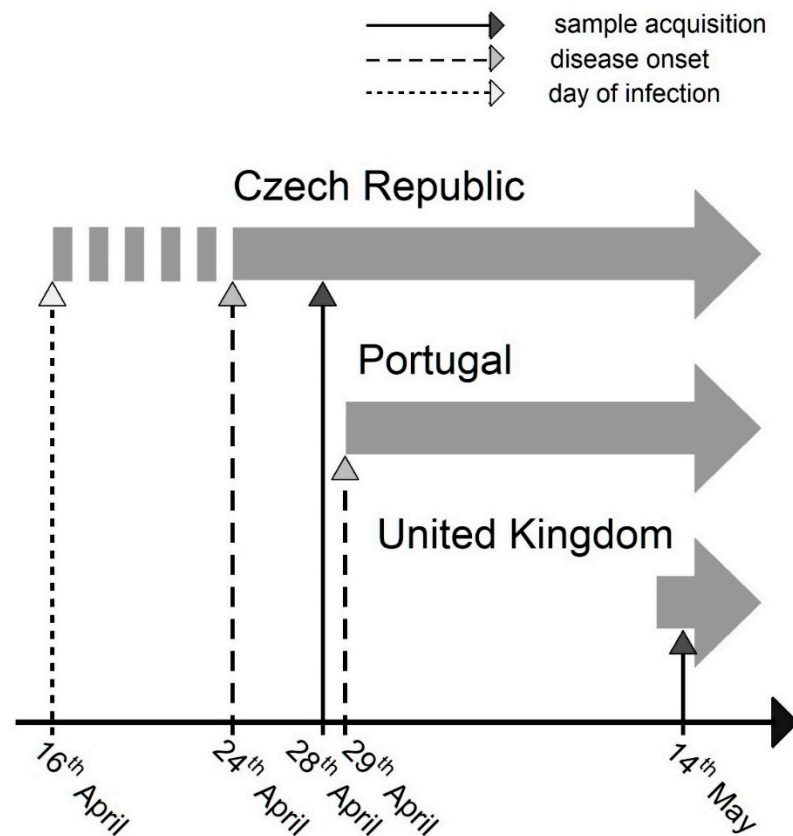 sample acquisition
disease onset
day of infection
Czech Republic
Portugal
United Kingdom
16th April
24th April
28th April
29th April
14th May